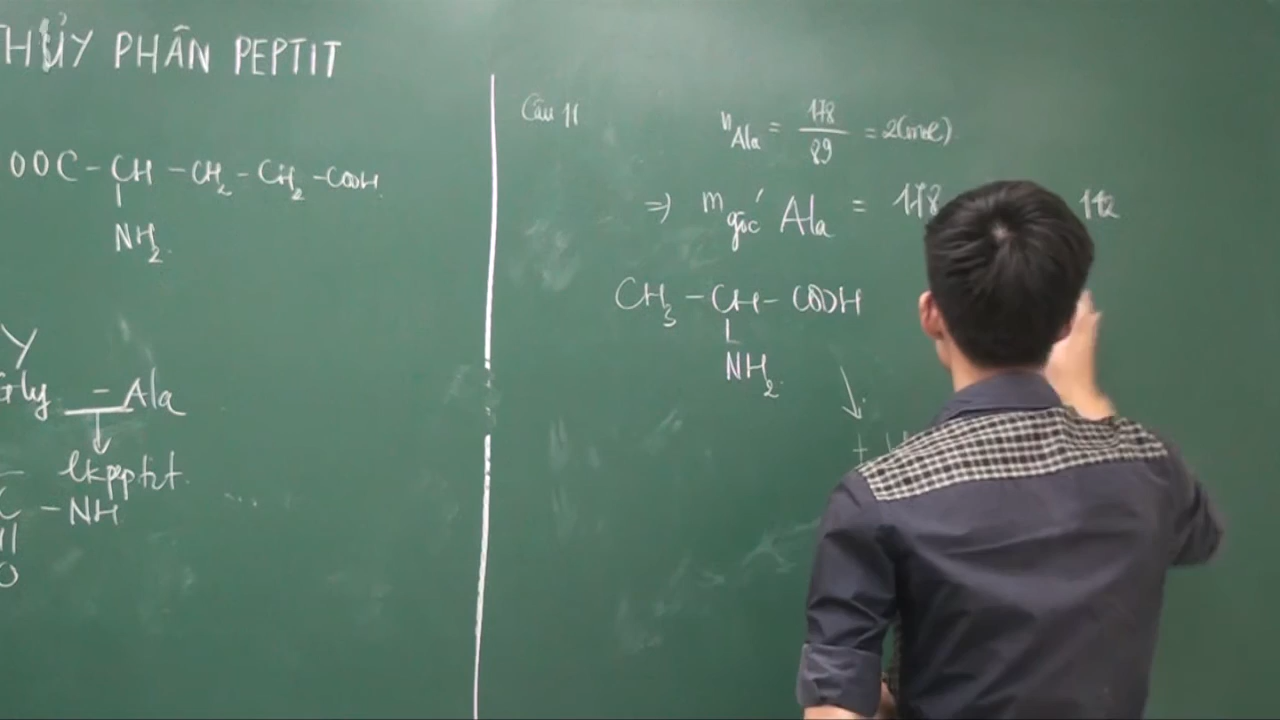 THỦY PHÂN PEPTIT
OOC - CH - CH2 - CH2 - COOH
|
NH2
Y
Gly - Ala
↓
lk peptit
C - NH
||
O
Câu 11
nAla = 178/89 = 2(mol)
=> m gốc Ala = 178
CH3 - CH - COOH
|
NH2
+